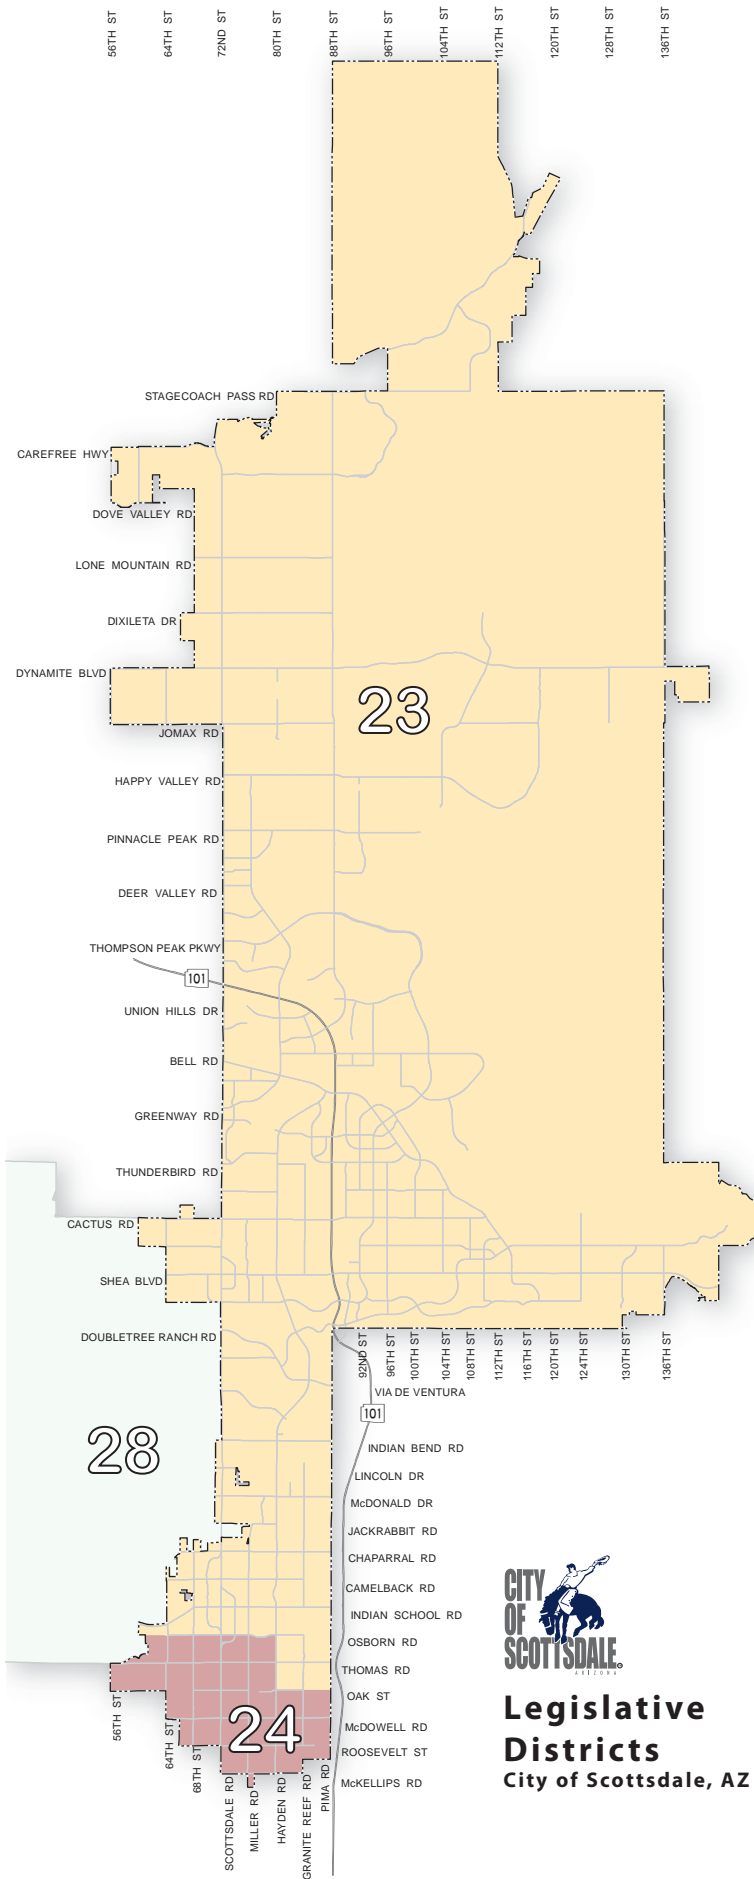 56TH ST
64TH ST
72ND ST
80TH ST
88TH ST
96TH ST
104TH ST
112TH ST
120TH ST
128TH ST
136TH ST
STAGECOACH PASS RD
CAREFREE HWY
DOVE VALLEY RD
LONE MOUNTAIN RD
DIXILETA DR
DYNAMITE BLVD
23
JOMAX RD
HAPPY VALLEY RD
PINNACLE PEAK RD
DEER VALLEY RD
THOMPSON PEAK PKWY
101
UNION HILLS DR
BELL RD
GREENWAY RD
THUNDERBIRD RD
CACTUS RD
SHEA BLVD
DOUBLETREE RANCH RD
92ND ST
96TH ST
100TH ST
104TH ST
108TH ST
112TH ST
116TH ST
120TH ST
124TH ST
130TH ST
136TH ST
VIA DE VENTURA
101
28
INDIAN BEND RD
LINCOLN DR
McDONALD DR
JACKRABBIT RD
CHAPARRAL RD
CAMELBACK RD
INDIAN SCHOOL RD
OSBORN RD
THOMAS RD
OAK ST
McDOWELL RD
ROOSEVELT ST
McKELLIPS RD
24
56TH ST
64TH ST
68TH ST
SCOTTSDALE RD
MILLER RD
HAYDEN RD
GRANITE REEF RD
PIMA RD
CITY
OF
SCOTTSDALE
ARIZONA
Legislative
Districts
City of Scottsdale, AZ